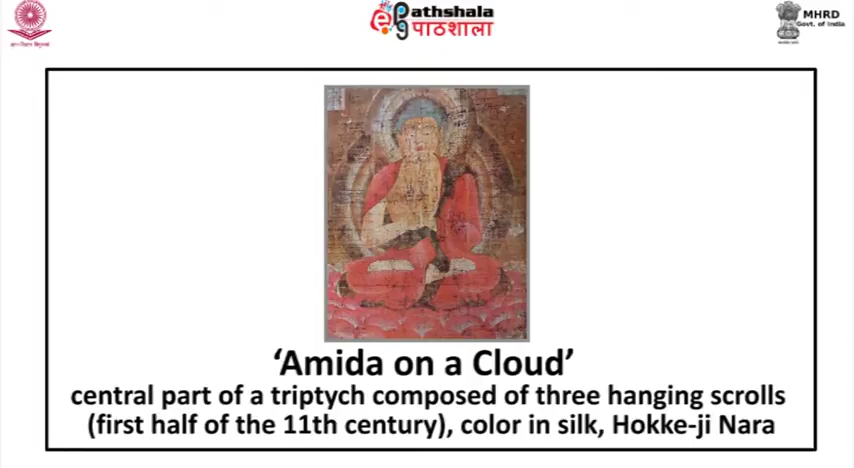 epgPathshala
पाठशाला
MHRD
Govt. of India
‘Amida on a Cloud’
central part of a triptych composed of three hanging scrolls
(first half of the 11th century), color in silk, Hokke-ji Nara